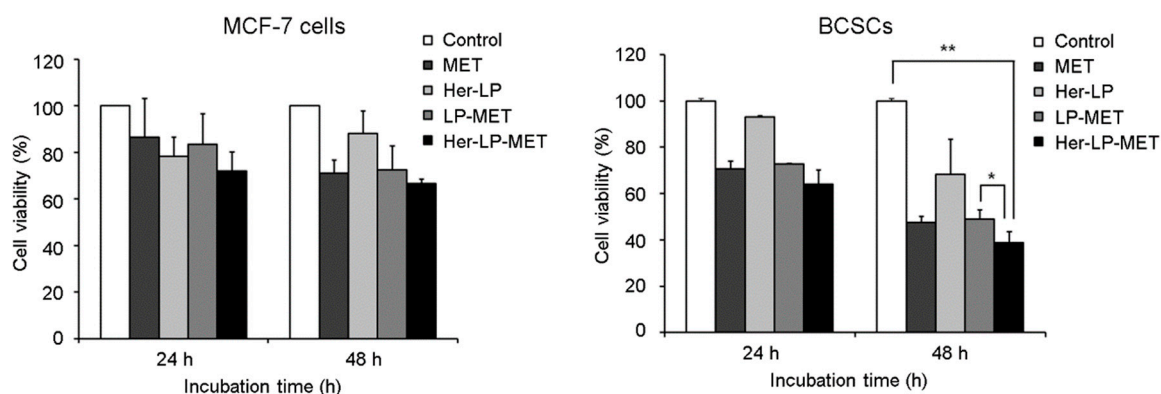 MCF-7 cells
Control
MET
Her-LP
LP-MET
Her-LP-MET
Cell viability (%)
120
100
80
60
40
20
0
24 h
48 h
Incubation time (h)
BCSCs
Control
MET
Her-LP
LP-MET
Her-LP-MET
**
*
Cell viability (%)
120
100
80
60
40
20
0
24 h
48 h
Incubation time (h)